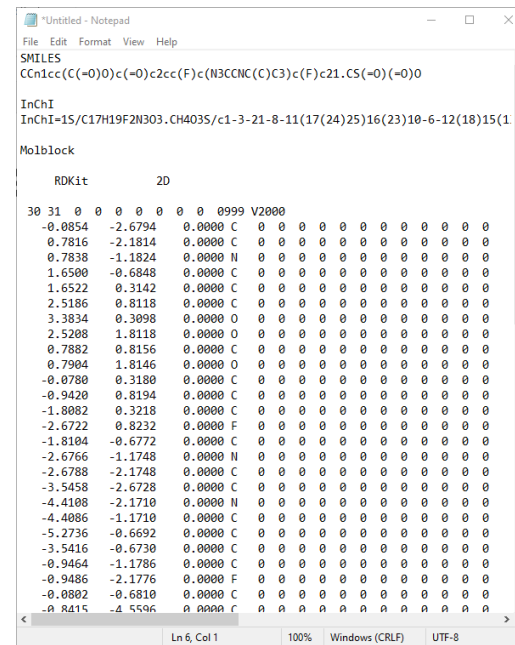 *Untitled - Notepad
File Edit Format View Help
SMILES
CCn1cc(C(=O)O)c(=O)c2cc(F)c(N3CCNC(C)C3)c(F)c21.CS(=O)(=O)O
InChI
InChI=1S/C17H19F2N3O3.CH4O3S/c1-3-21-8-11(17(24)25)16(23)10-6-12(18)15(1
Molblock
RDKit 2D
30 31 0 0 0 0 0 0 0 0999 V2000
-0.0854 -2.6794 0.0000 C 0 0 0 0 0 0 0 0 0 0 0 0
0.7816 -2.1814 0.0000 C 0 0 0 0 0 0 0 0 0 0 0 0
0.7838 -1.1824 0.0000 N 0 0 0 0 0 0 0 0 0 0 0 0
1.6500 -0.6848 0.0000 C 0 0 0 0 0 0 0 0 0 0 0 0
1.6522 0.3142 0.0000 C 0 0 0 0 0 0 0 0 0 0 0 0
2.5186 0.8118 0.0000 C 0 0 0 0 0 0 0 0 0 0 0 0
3.3834 0.3098 0.0000 O 0 0 0 0 0 0 0 0 0 0 0 0
2.5208 1.8118 0.0000 O 0 0 0 0 0 0 0 0 0 0 0 0
0.7882 0.8156 0.0000 C 0 0 0 0 0 0 0 0 0 0 0 0
0.7904 1.8146 0.0000 O 0 0 0 0 0 0 0 0 0 0 0 0
-0.0780 0.3180 0.0000 C 0 0 0 0 0 0 0 0 0 0 0 0
-0.9420 0.8194 0.0000 C 0 0 0 0 0 0 0 0 0 0 0 0
-1.8082 0.3218 0.0000 C 0 0 0 0 0 0 0 0 0 0 0 0
-2.6722 0.8232 0.0000 F 0 0 0 0 0 0 0 0 0 0 0 0
-1.8104 -0.6772 0.0000 C 0 0 0 0 0 0 0 0 0 0 0 0
-2.6766 -1.1748 0.0000 N 0 0 0 0 0 0 0 0 0 0 0 0
-2.6788 -2.1748 0.0000 C 0 0 0 0 0 0 0 0 0 0 0 0
-3.5458 -2.6728 0.0000 C 0 0 0 0 0 0 0 0 0 0 0 0
-4.4108 -2.1710 0.0000 N 0 0 0 0 0 0 0 0 0 0 0 0
-4.4086 -1.1710 0.0000 C 0 0 0 0 0 0 0 0 0 0 0 0
-5.2736 -0.6692 0.0000 C 0 0 0 0 0 0 0 0 0 0 0 0
-3.5416 -0.6730 0.0000 C 0 0 0 0 0 0 0 0 0 0 0 0
-0.9464 -1.1786 0.0000 C 0 0 0 0 0 0 0 0 0 0 0 0
-0.9486 -2.1776 0.0000 F 0 0 0 0 0 0 0 0 0 0 0 0
-0.0802 -0.6810 0.0000 C 0 0 0 0 0 0 0 0 0 0 0 0
-0.8415 -4.5596 0.0000 C 0 0 0 0 0 0 0 0 0 0 0 0
Ln 6, Col 1 100% Windows (CRLF) UTF-8